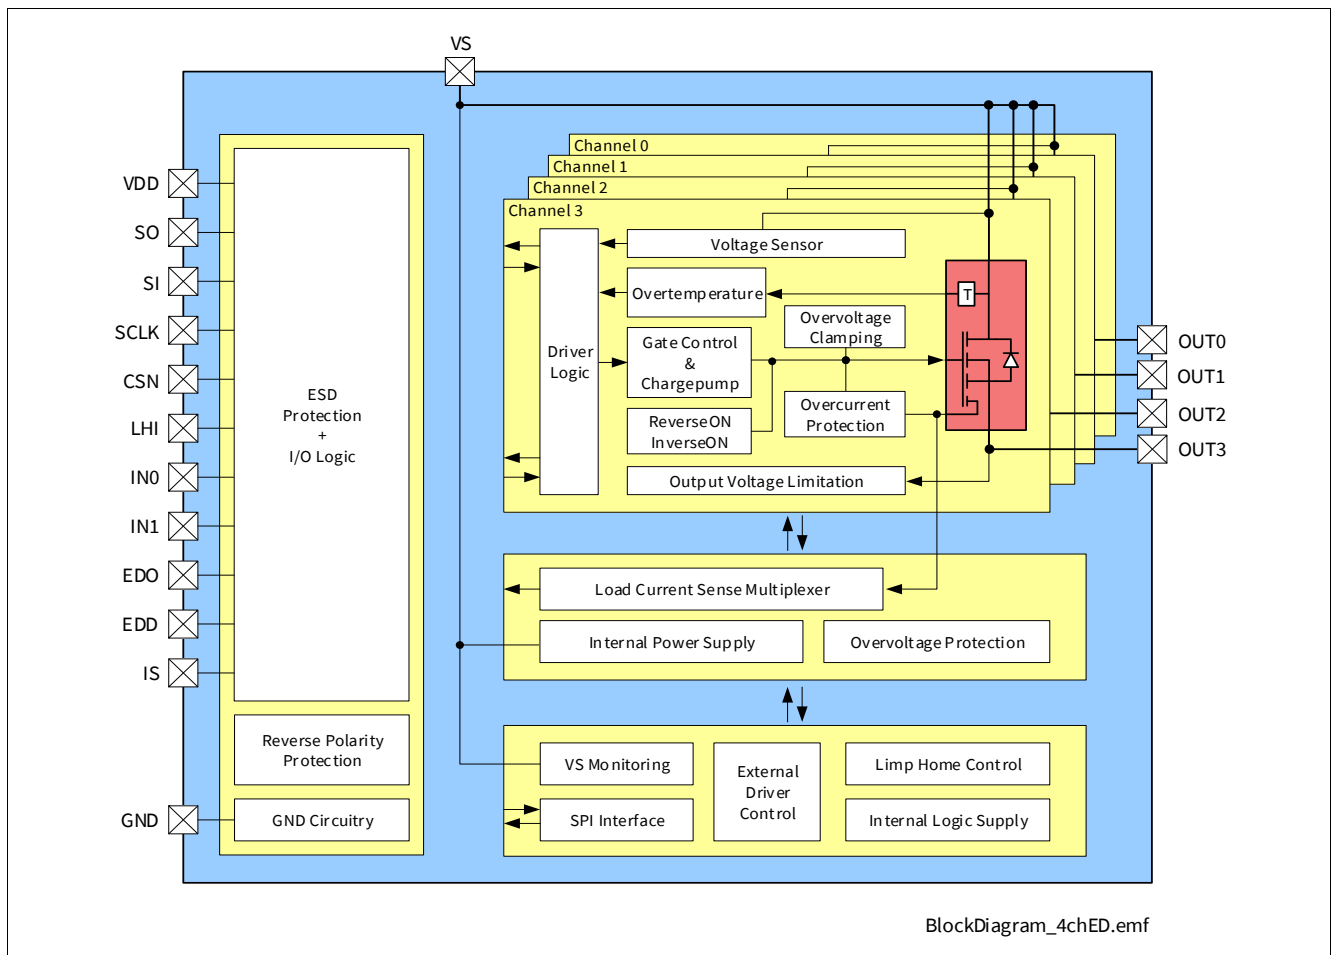 VS
VDD
SO
SI
SCLK
CSN
LHI
IN0
IN1
EDO
EDD
IS
GND
ESD
Protection
+
I/O Logic
Reverse Polarity
Protection
GND Circuitry
Channel 0
Channel 1
Channel 2
Channel 3
Driver
Logic
Voltage Sensor
Overtemperature
T
Gate Control
&
Chargepump
Overvoltage
Clamping
ReverseON
InverseON
Overcurrent
Protection
Output Voltage Limitation
OUT0
OUT1
OUT2
OUT3
Load Current Sense Multiplexer
Internal Power Supply
Overvoltage Protection
VS Monitoring
SPI Interface
External
Driver
Control
Limp Home Control
Internal Logic Supply
BlockDiagram_4chED.emf